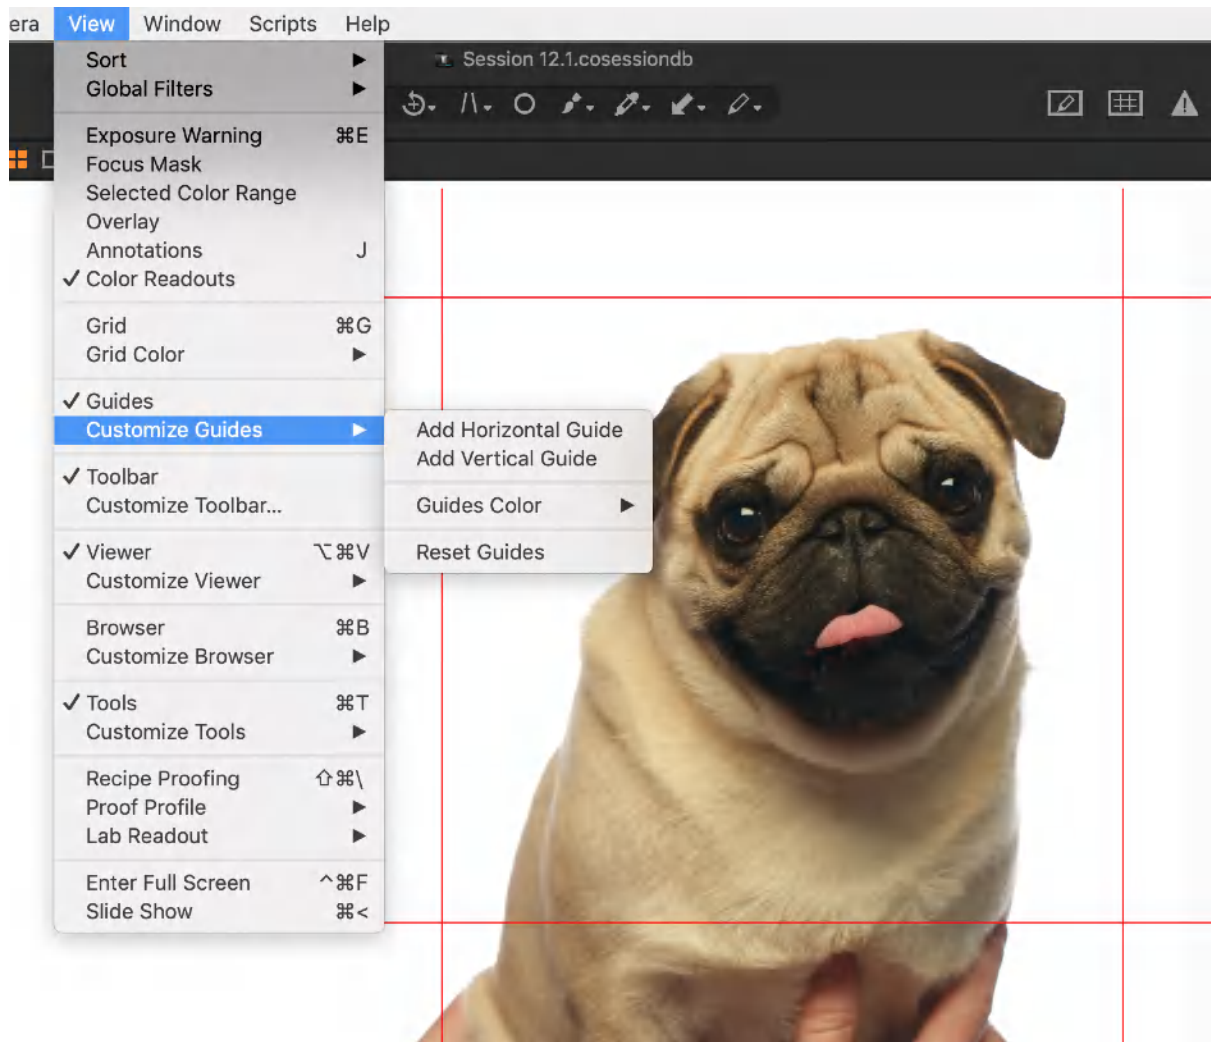 era View Window Scripts Help
Session 12.1.cosessiondb
Sort
Global Filters
Exposure Warning ⌘E
Focus Mask
Selected Color Range
Overlay
Annotations J
✓ Color Readouts
Grid ⌘G
Grid Color
✓ Guides
Customize Guides
Add Horizontal Guide
Add Vertical Guide
Guides Color
Reset Guides
✓ Toolbar
Customize Toolbar...
✓ Viewer ⌥⌘V
Customize Viewer
Browser ⌘B
Customize Browser
✓ Tools ⌘T
Customize Tools
Recipe Proofing ⇧⌘\
Proof Profile
Lab Readout
Enter Full Screen ^⌘F
Slide Show ⌘<